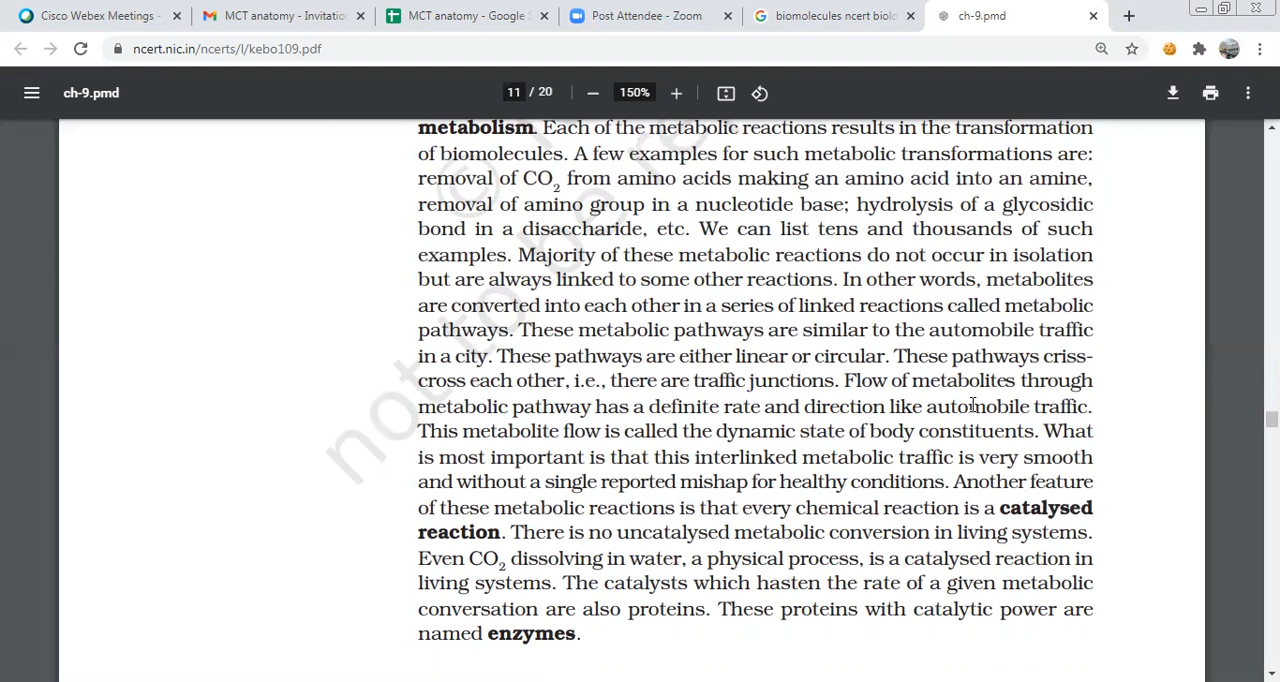 Cisco Webex Meetings -
MCT anatomy - Invitatio
MCT anatomy - Google S
Post Attendee - Zoom
biomolecules ncert biolo
ch-9.pmd
ncert.nic.in/ncerts/l/kebo109.pdf
ch-9.pmd
11 / 20
150%
metabolism. Each of the metabolic reactions results in the transformation
of biomolecules. A few examples for such metabolic transformations are:
removal of CO₂ from amino acids making an amino acid into an amine,
removal of amino group in a nucleotide base; hydrolysis of a glycosidic
bond in a disaccharide, etc. We can list tens and thousands of such
examples. Majority of these metabolic reactions do not occur in isolation
but are always linked to some other reactions. In other words, metabolites
are converted into each other in a series of linked reactions called metabolic
pathways. These metabolic pathways are similar to the automobile traffic
in a city. These pathways are either linear or circular. These pathways criss-
cross each other, i.e., there are traffic junctions. Flow of metabolites through
metabolic pathway has a definite rate and direction like automobile traffic.
This metabolite flow is called the dynamic state of body constituents. What
is most important is that this interlinked metabolic traffic is very smooth
and without a single reported mishap for healthy conditions. Another feature
of these metabolic reactions is that every chemical reaction is a catalysed
reaction. There is no uncatalysed metabolic conversion in living systems.
Even CO₂ dissolving in water, a physical process, is a catalysed reaction in
living systems. The catalysts which hasten the rate of a given metabolic
conversation are also proteins. These proteins with catalytic power are
named enzymes.
not to be re
©